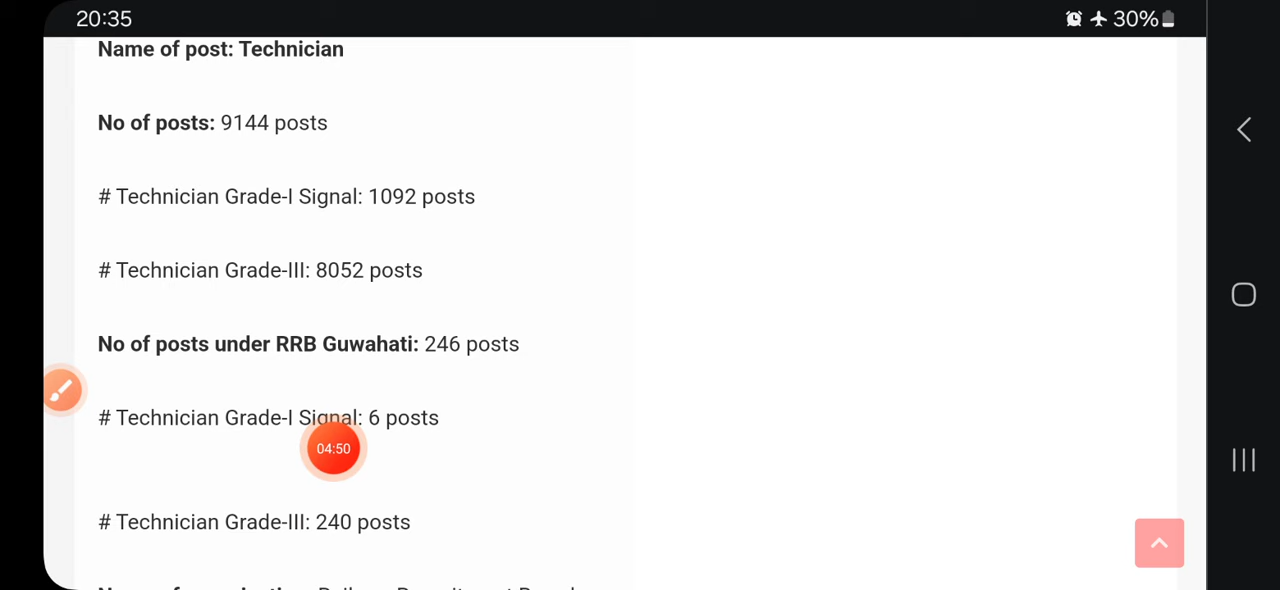 20:35
30%
Name of post: Technician
No of posts: 9144 posts
# Technician Grade-I Signal: 1092 posts
# Technician Grade-III: 8052 posts
No of posts under RRB Guwahati: 246 posts
# Technician Grade-I Signal: 6 posts
04:50
# Technician Grade-III: 240 posts